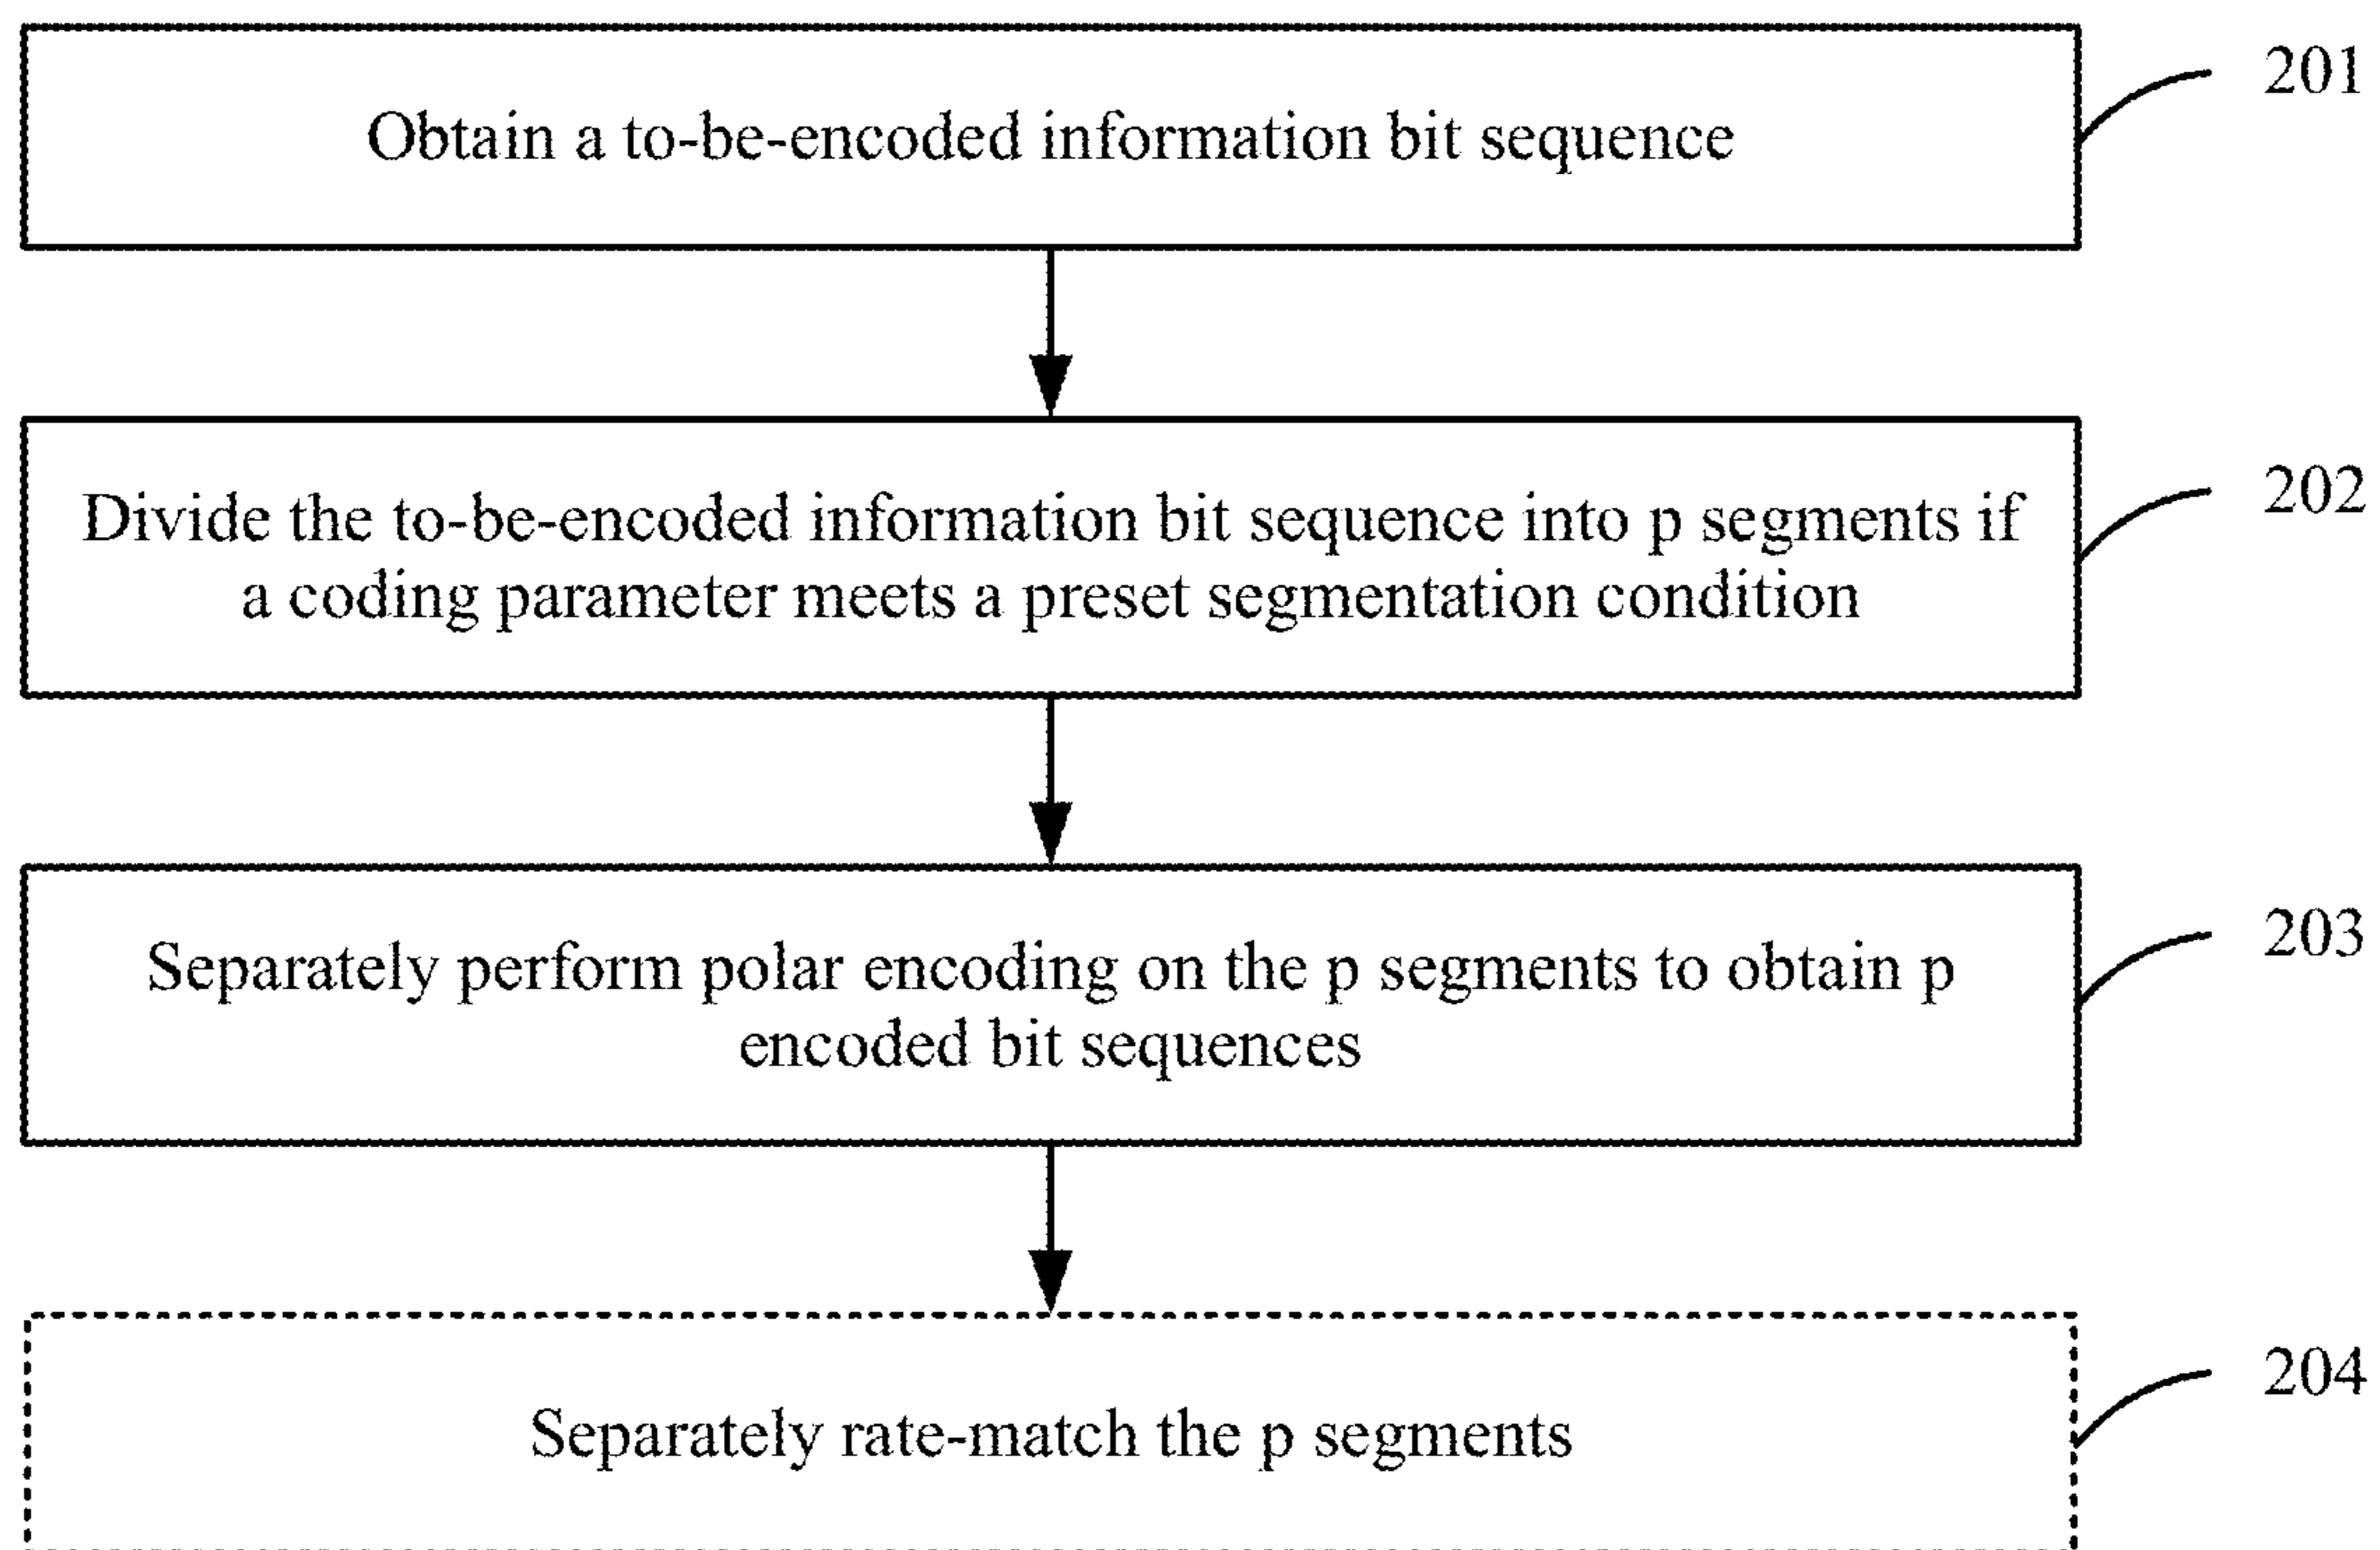 Obtain a to-be-encoded information bit sequence
201
Divide the to-be-encoded information bit sequence into p segments if
a coding parameter meets a preset segmentation condition
202
Separately perform polar encoding on the p segments to obtain p
encoded bit sequences
203
Separately rate-match the p segments
204